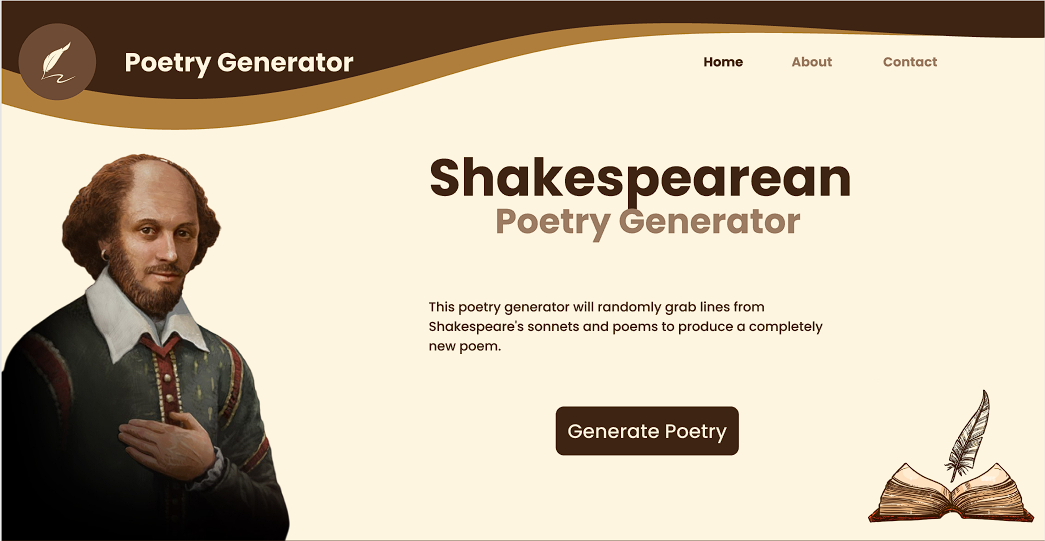 Poetry Generator
Home About Contact
Shakespearean
Poetry Generator
This poetry generator will randomly grab lines from
Shakespeare's sonnets and poems to produce a completely
new poem.
Generate Poetry